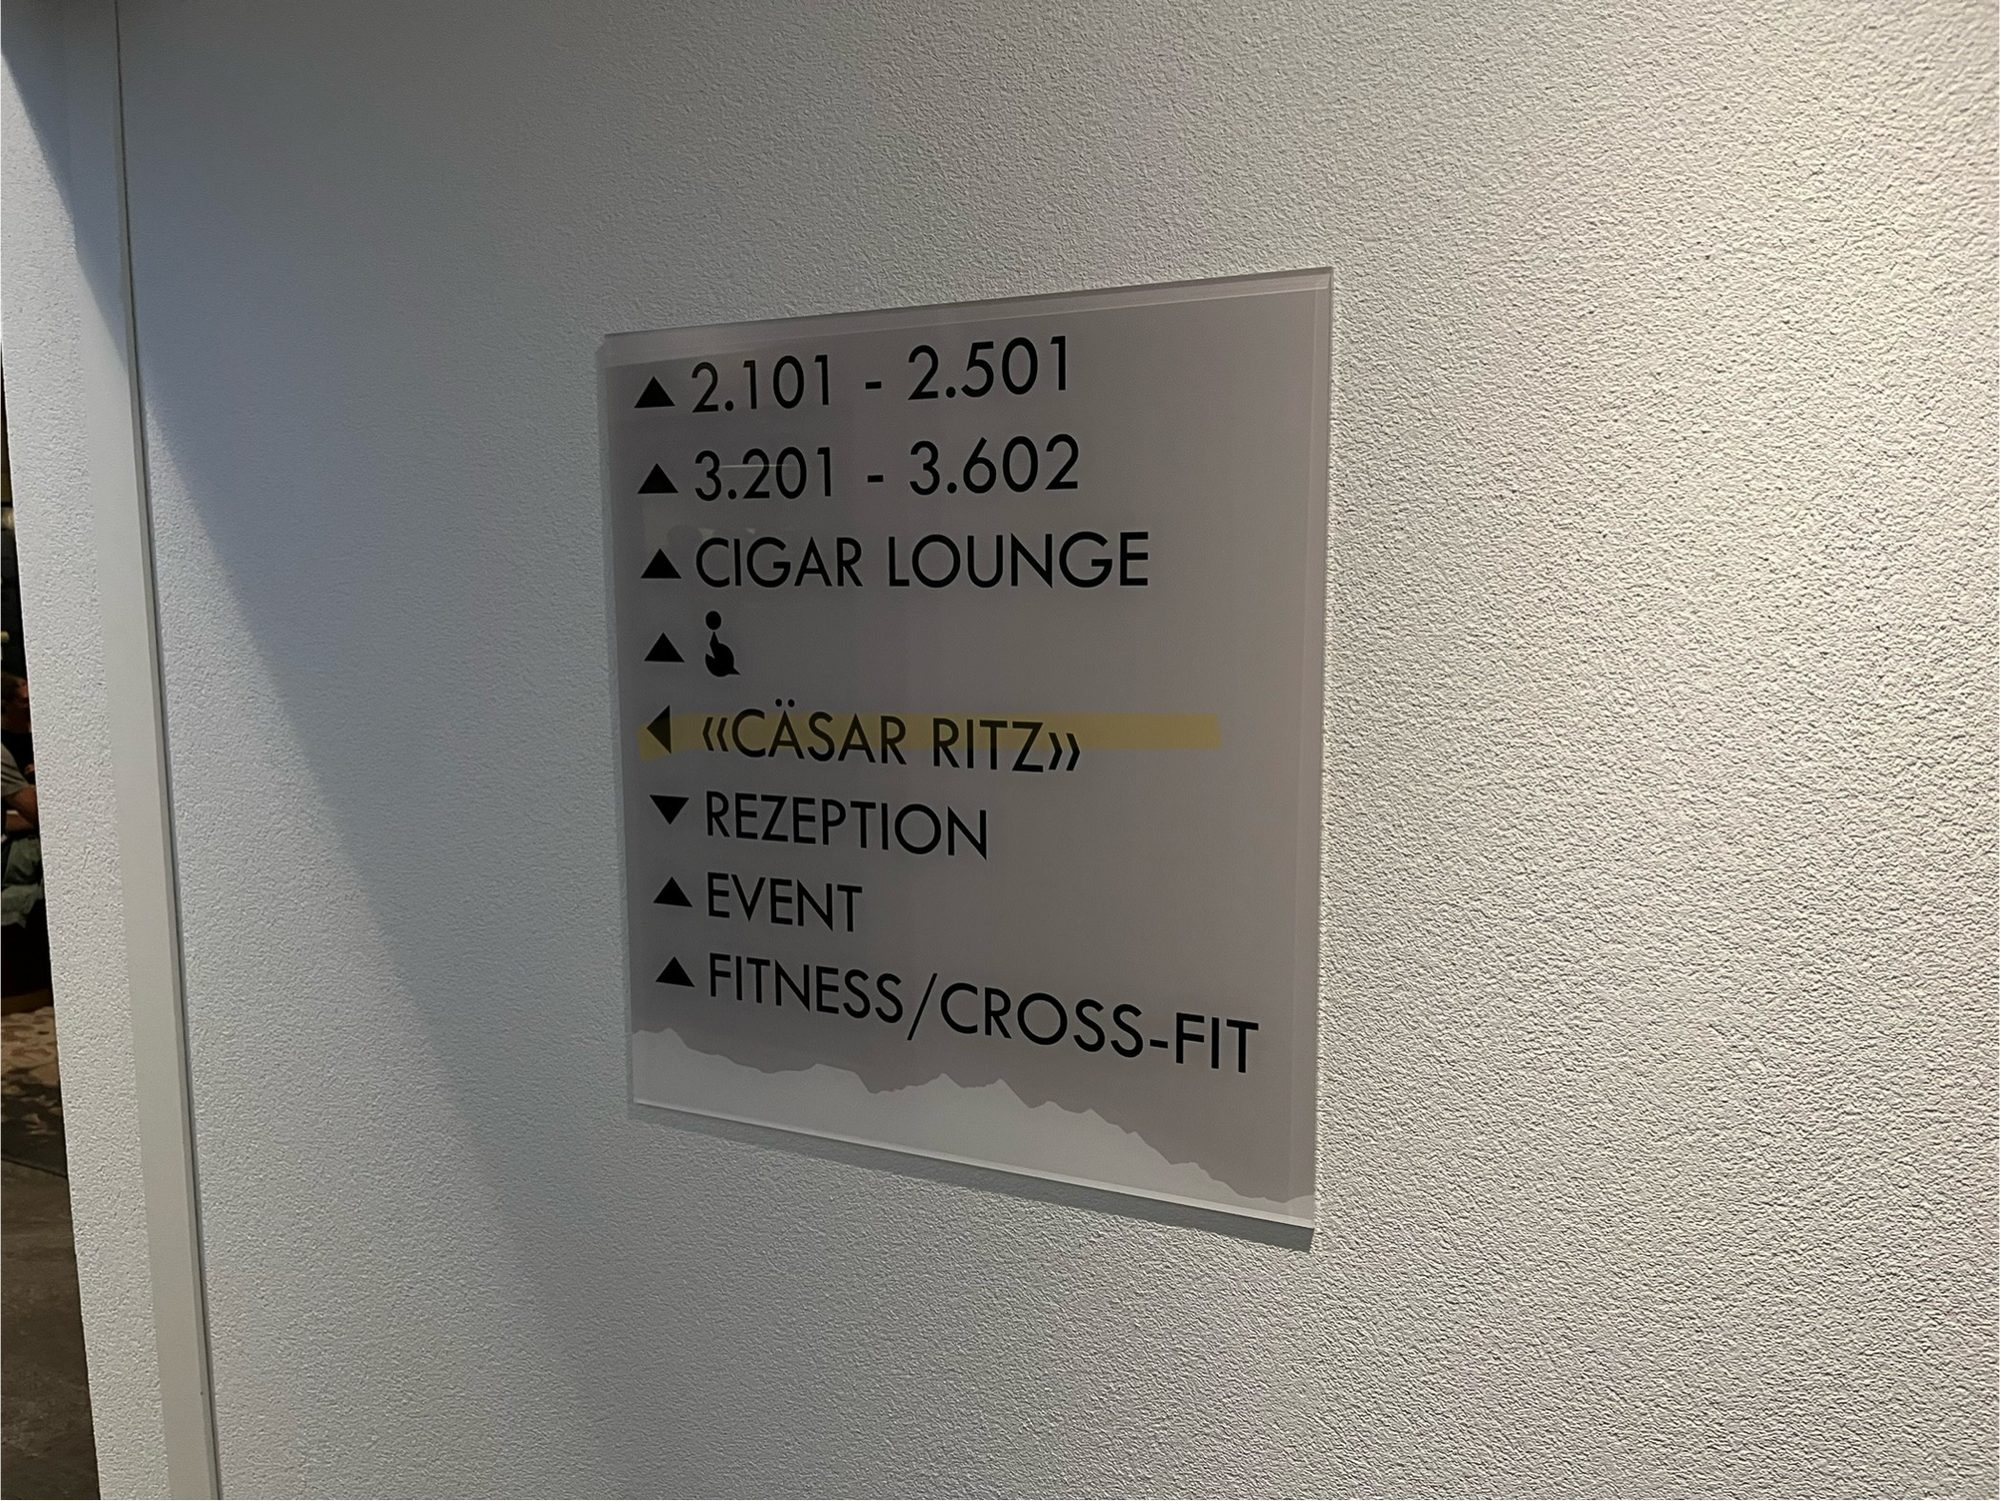 ▲ 2.101 - 2.501
▲ 3.201 - 3.602
▲ CIGAR LOUNGE
▲
◀ «CÄSAR RITZ»
▼ REZEPTION
▲ EVENT
▲ FITNESS/CROSS-FIT